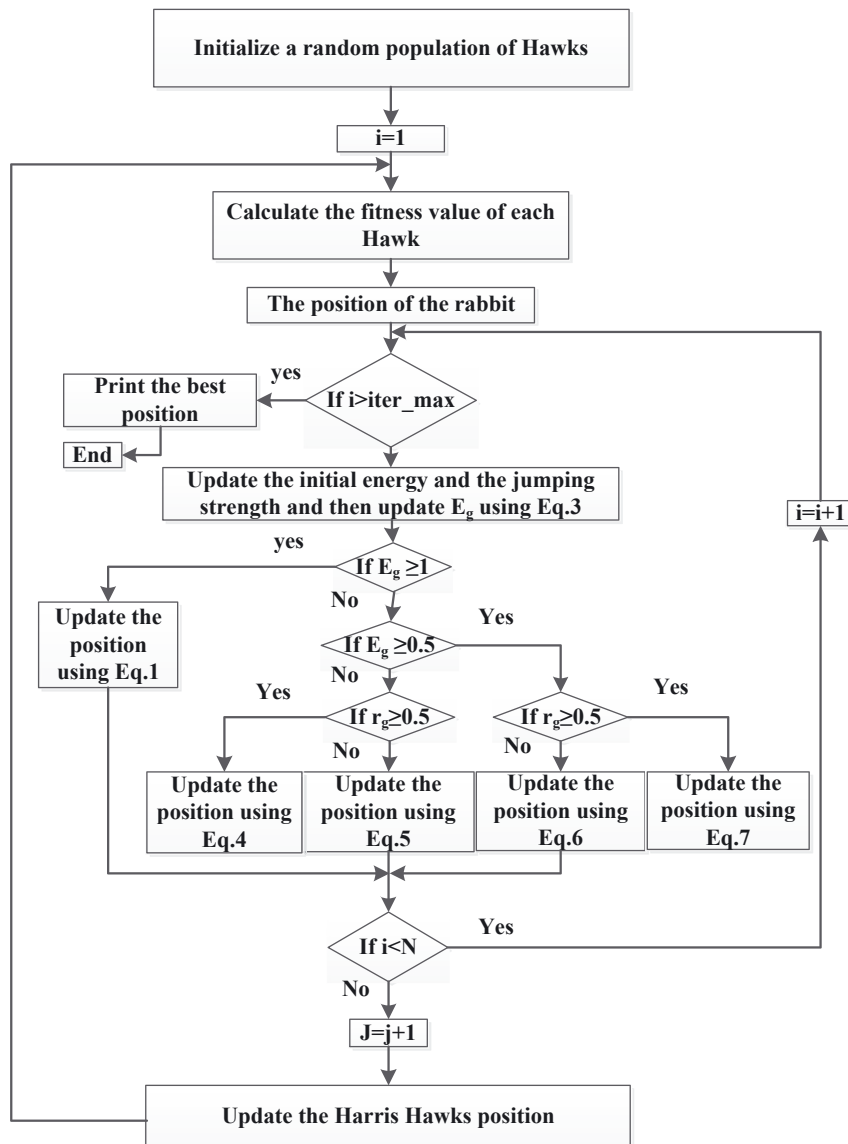 Initialize a random population of Hawks
i=1
Calculate the fitness value of each
Hawk
The position of the rabbit
yes
Print the best
position
If i>iter_max
End
Update the initial energy and the jumping
strength and then update Eg using Eq.3
i=i+1
yes
If Eg ≥1
No
Update the
position
using Eq.1
Yes
If Eg ≥0.5
No
Yes
Yes
If rg≥0.5
If rg≥0.5
No
No
Update the
position using
Eq.4
Update the
position using
Eq.5
Update the
position using
Eq.6
Update the
position using
Eq.7
If i<N
Yes
No
J=j+1
Update the Harris Hawks position